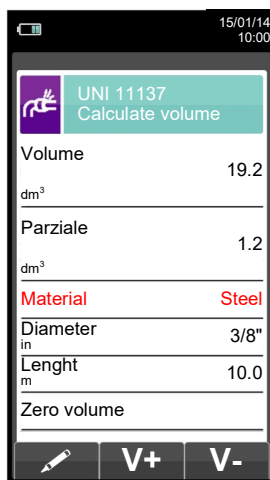 15/01/14
10:00
UNI 11137
Calculate volume
Volume
19.2
dm³
Parziale
1.2
dm³
Material Steel
Diameter
in
3/8"
Lenght
m
10.0
Zero volume
V+ V-